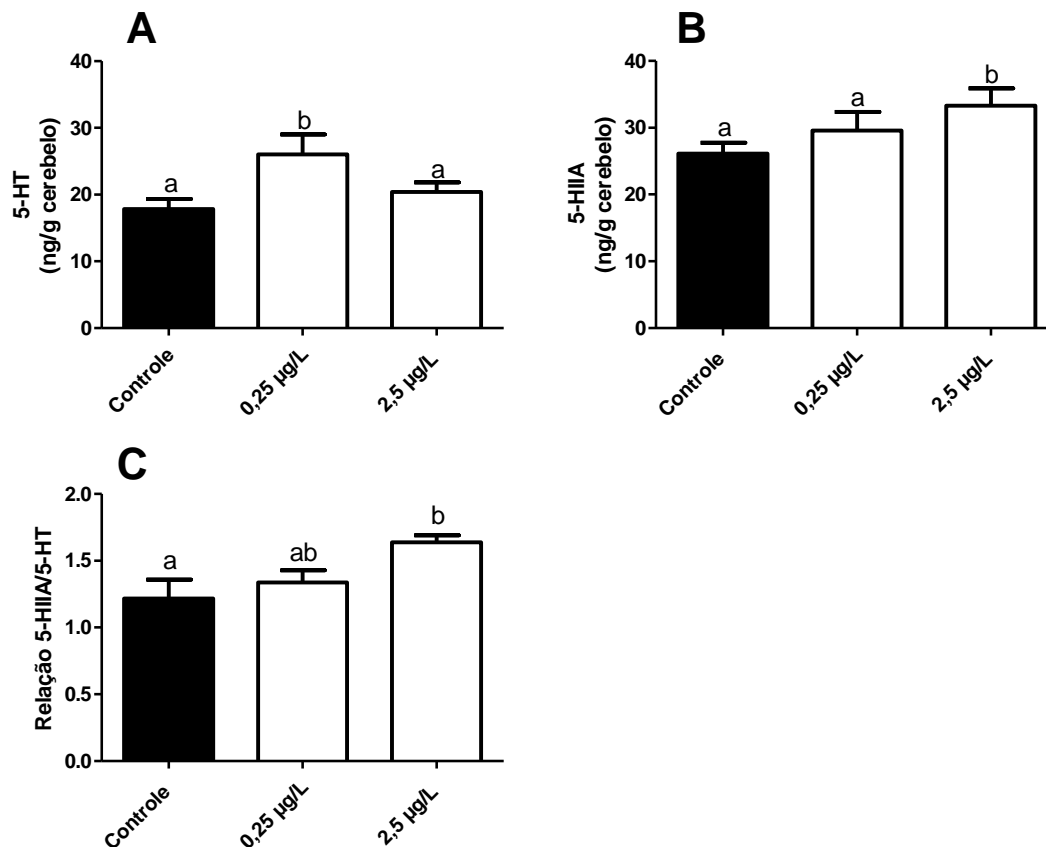 A
5-HT
(ng/g cerebelo)
40
30
20
10
0
a
b
a
Controle
0,25 µg/L
2,5 µg/L
B
5-HIIA
(ng/g cerebelo)
40
30
20
10
0
a
a
b
Controle
0,25 µg/L
2,5 µg/L
C
Relação 5-HIIA/5-HT
2.0
1.5
1.0
0.5
0.0
a
ab
b
Controle
0,25 µg/L
2,5 µg/L